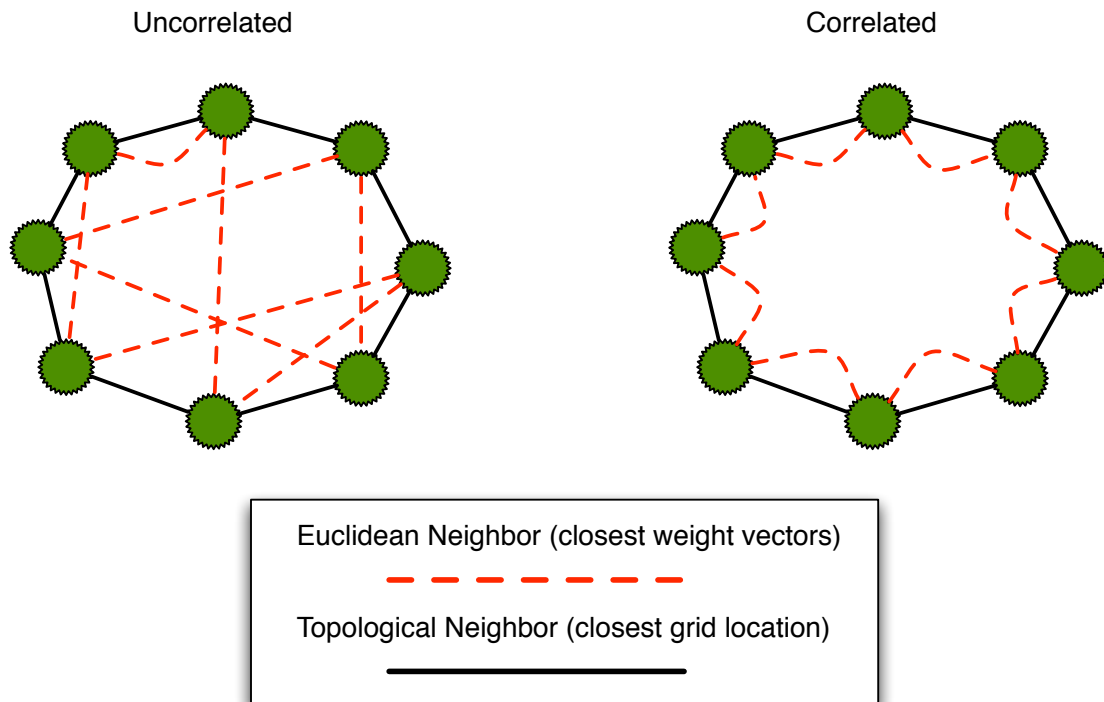 Uncorrelated
Correlated
Euclidean Neighbor (closest weight vectors)
Topological Neighbor (closest grid location)